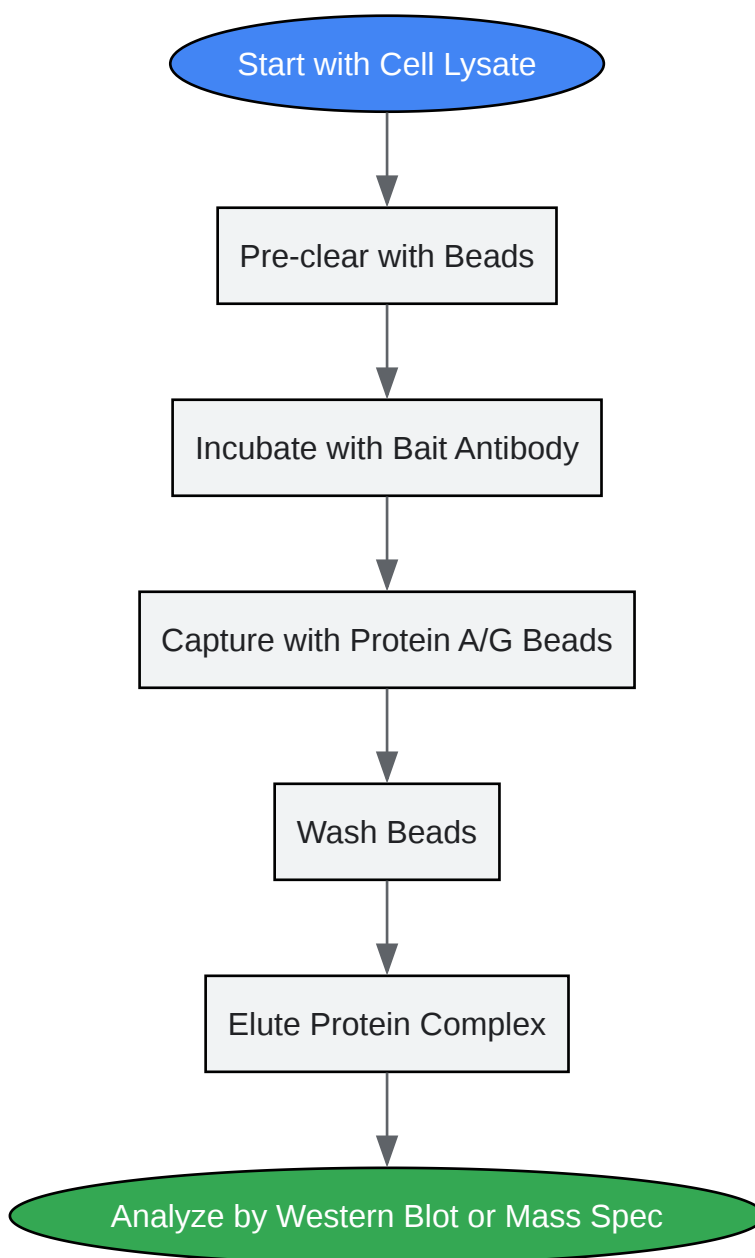 Start with Cell Lysate
Pre-clear with Beads
Incubate with Bait Antibody
Capture with Protein A/G Beads
Wash Beads
Elute Protein Complex
Analyze by Western Blot or Mass Spec